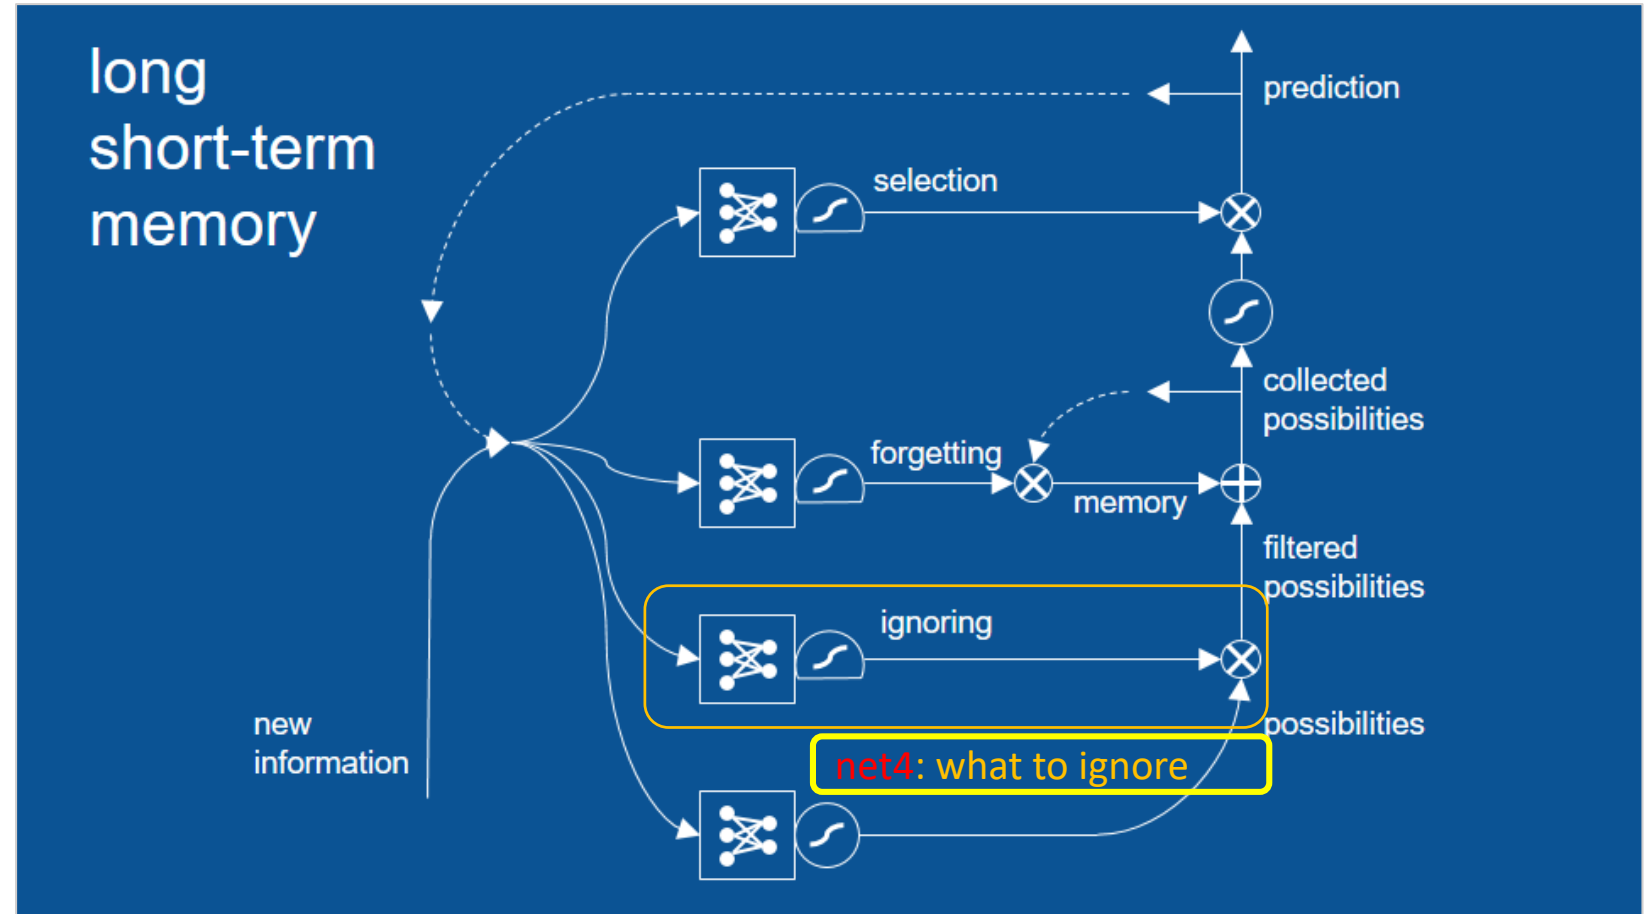 long
short-term
memory
prediction
selection
collected
possibilities
forgetting
memory
filtered
possibilities
ignoring
new
information
possibilities
net4: what to ignore